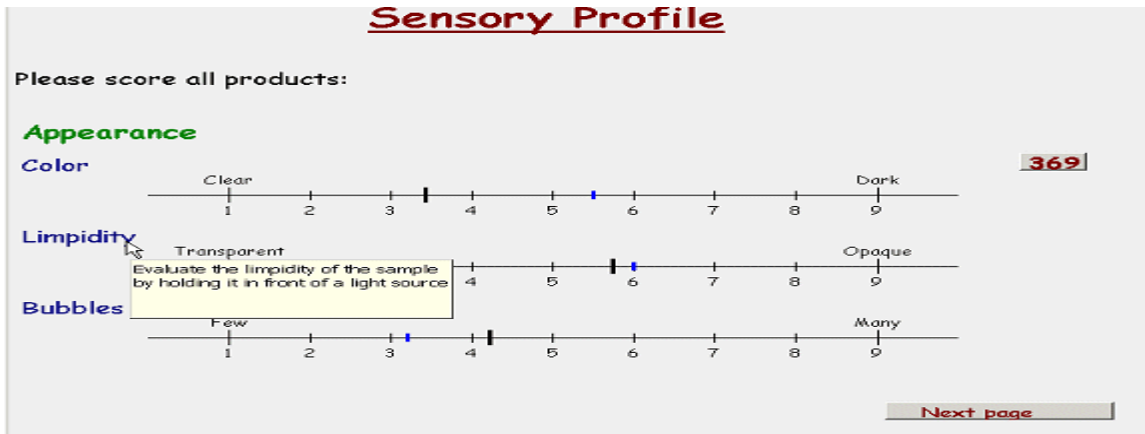 Sensory Profile
Please score all products:
Appearance
Color
369
Clear Dark
1 2 3 4 5 6 7 8 9
Limpidity
Transparent Opaque
Evaluate the limpidity of the sample
by holding it in front of a light source
4 5 6 7 8 9
Bubbles
Few Many
1 2 3 4 5 6 7 8 9
Next page